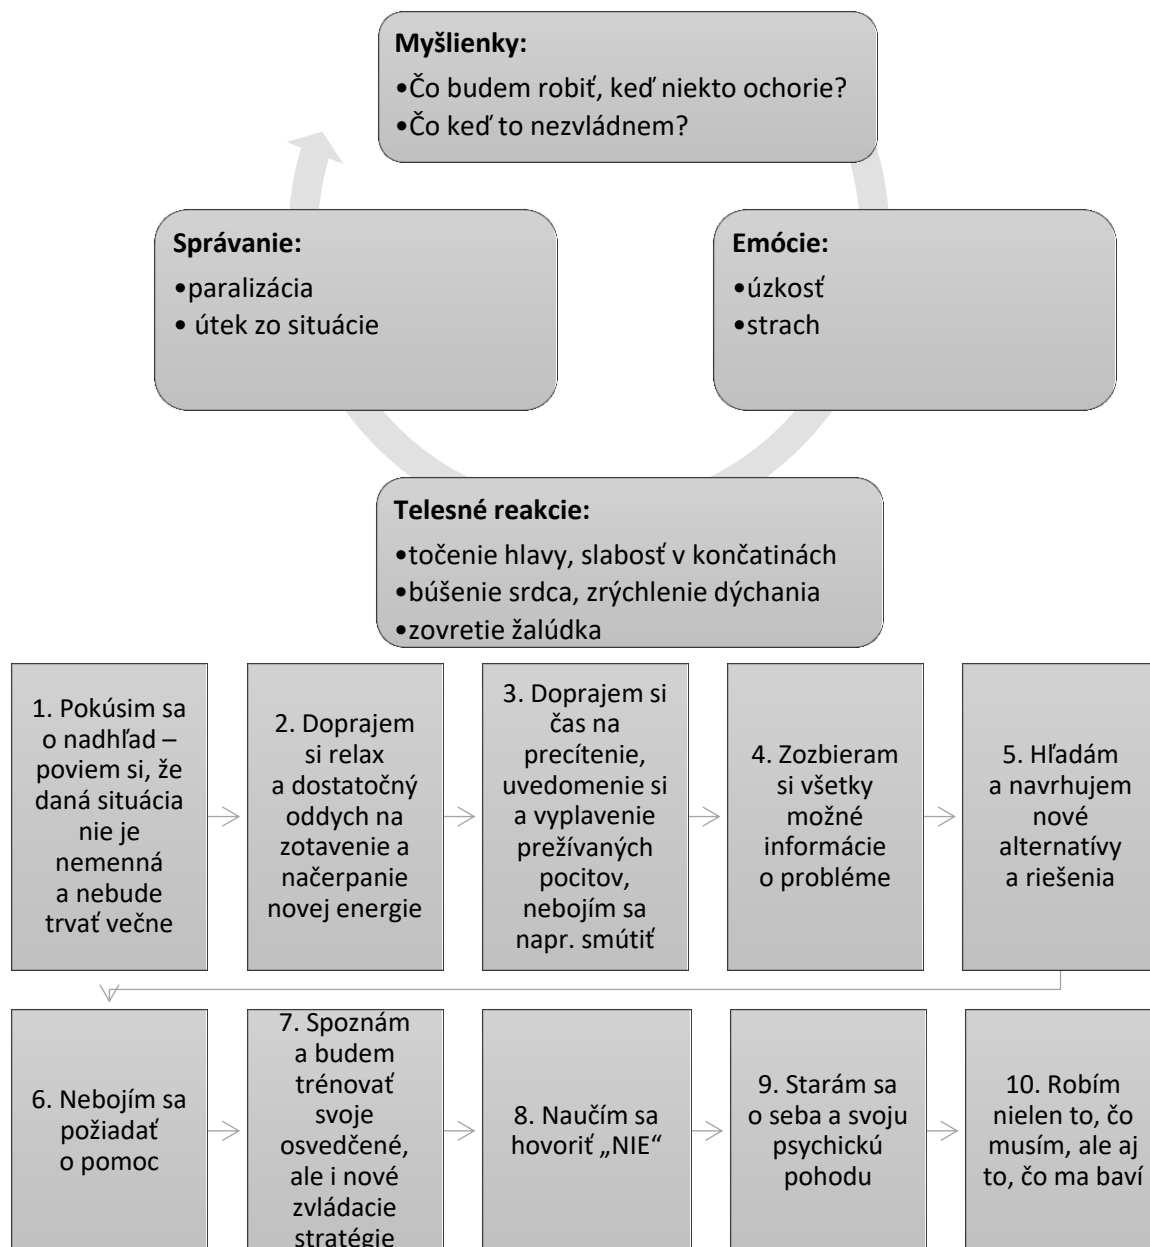 Myšlienky:
•Čo budem robiť, keď niekto ochorie?
•Čo keď to nezvládnem?
Správanie:
•paralizácia
• útek zo situácie
Emócie:
•úzkosť
•strach
Telesné reakcie:
•točenie hlavy, slabosť v končatinách
•búšenie srdca, zrýchlenie dýchania
•zovretie žalúdka
1. Pokúsim sa
o nadhľad –
poviem si, že
daná situácia
nie je
nemenná
a nebude
trvať večne
2. Doprajem
si relax
a dostatočný
oddych na
zotavenie a
načerpanie
novej energie
3. Doprajem si
čas na
precítenie,
uvedomenie si
a vyplavenie
prežívaných
pocitov,
nebojím sa
napr. smútiť
4. Zozbieram
si všetky
možné
informácie
o probléme
5. Hľadám
a navrhujem
nové
alternatívy
a riešenia
6. Nebojím sa
požiadať
o pomoc
7. Spoznám
a budem
trénovať
svoje
osvedčené,
ale i nové
zvládacie
stratégie
8. Naučím sa
hovoriť „NIE“
9. Starám sa
o seba a svoju
psychickú
pohodu
10. Robím
nielen to, čo
musím, ale aj
to, čo ma baví